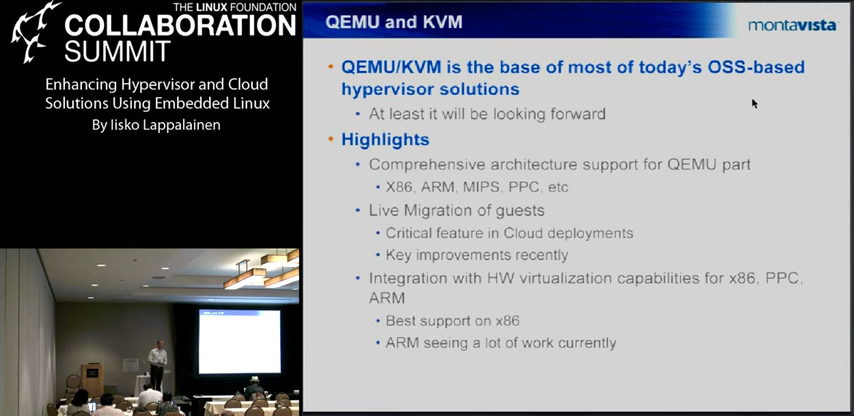 THE LINUX FOUNDATION
COLLABORATION
SUMMIT
Enhancing Hypervisor and Cloud
Solutions Using Embedded Linux
By Iisko Lappalainen
QEMU and KVM
montavista
• QEMU/KVM is the base of most of today's OSS-based
hypervisor solutions
• At least it will be looking forward
• Highlights
• Comprehensive architecture support for QEMU part
• X86, ARM, MIPS, PPC, etc
• Live Migration of guests
• Critical feature in Cloud deployments
• Key improvements recently
• Integration with HW virtualization capabilities for x86, PPC,
ARM
• Best support on x86
• ARM seeing a lot of work currently